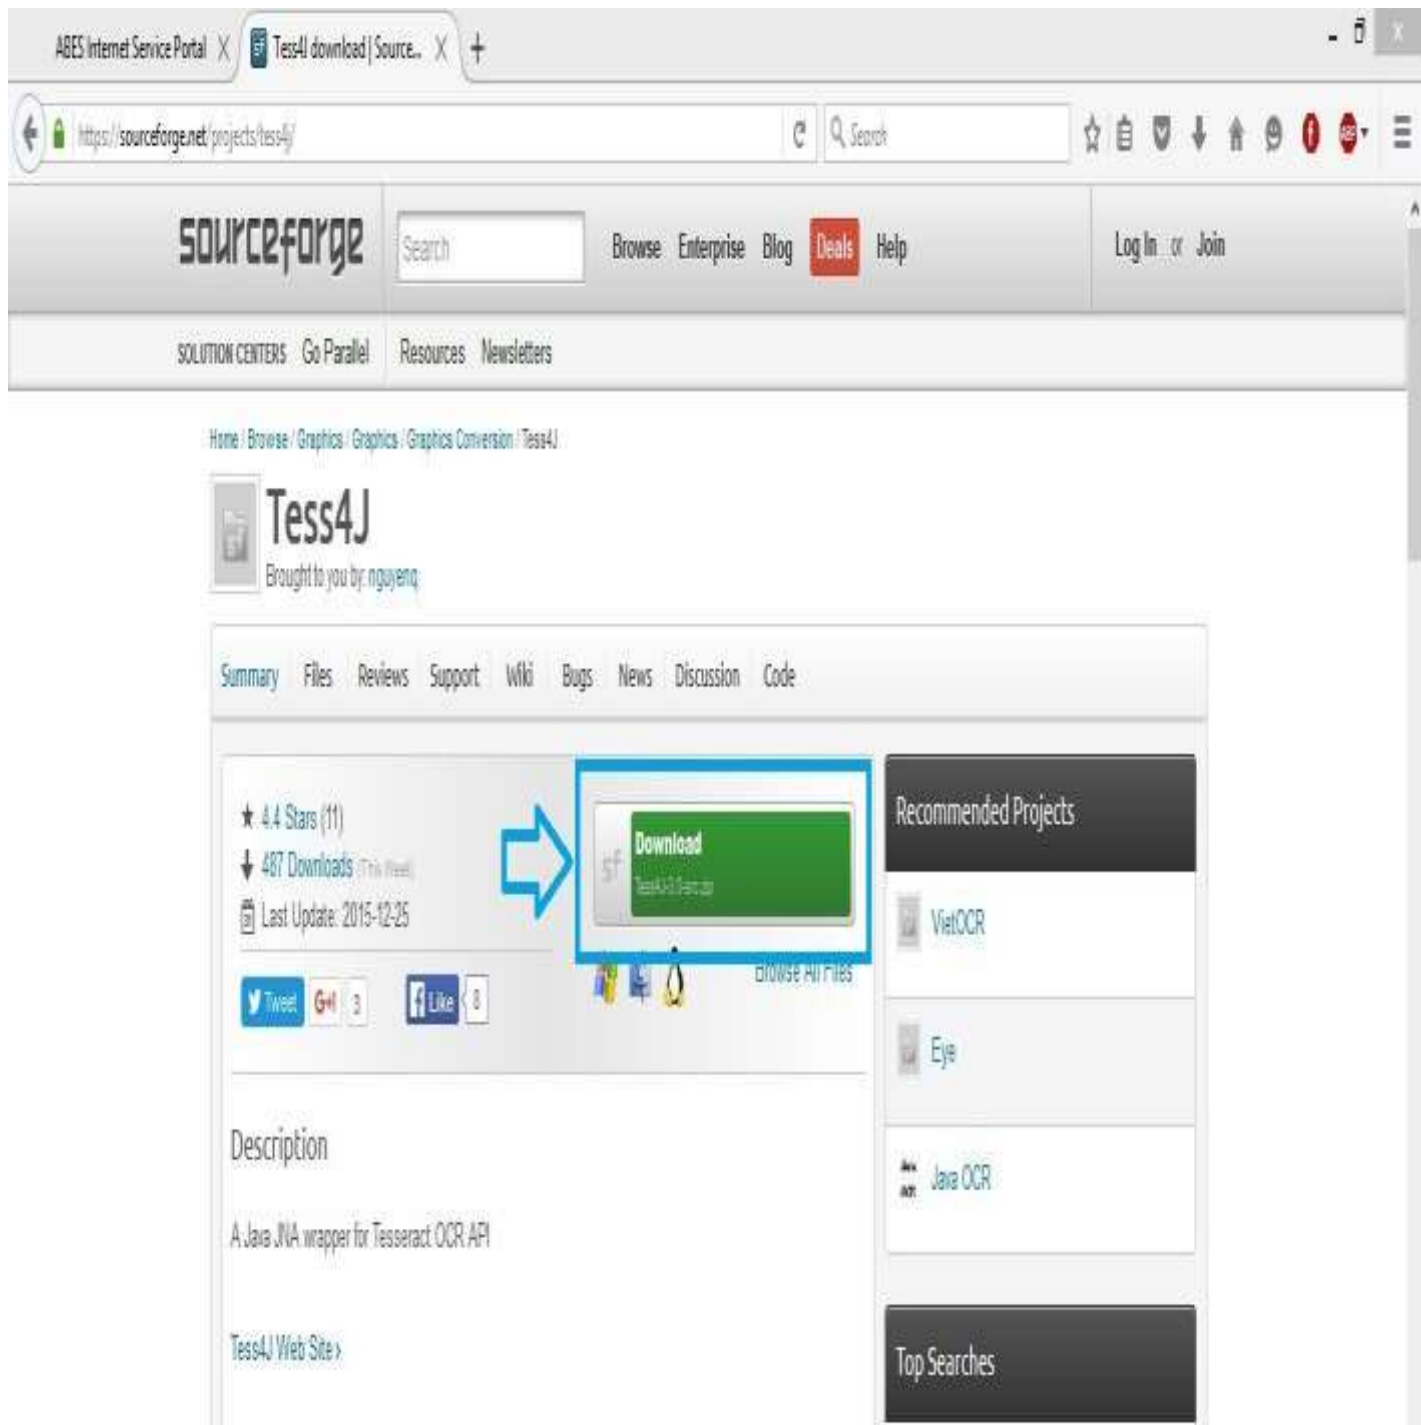 ABES Internet Service Portal
Tess4J download | Source...
https://sourceforge.net/projects/tess4j/
Search
sourceforge
Search
Browse Enterprise Blog Deals Help
Log In or Join
SOLUTION CENTERS Go Parallel Resources Newsletters
Home / Browse / Graphics / Graphics / Graphics Conversion / Tess4J
Tess4J
Brought to you by: nguyenq
Summary Files Reviews Support Wiki Bugs News Discussion Code
4.4 Stars (11)
487 Downloads (This Week)
Last Update: 2015-12-25
Download
sf
Browse All Files
Tweet G+1 3 Like 8
Description
A Java JNA wrapper for Tesseract OCR API
Tess4J Web Site ›
Recommended Projects
VietOCR
Eye
Java OCR
Top Searches